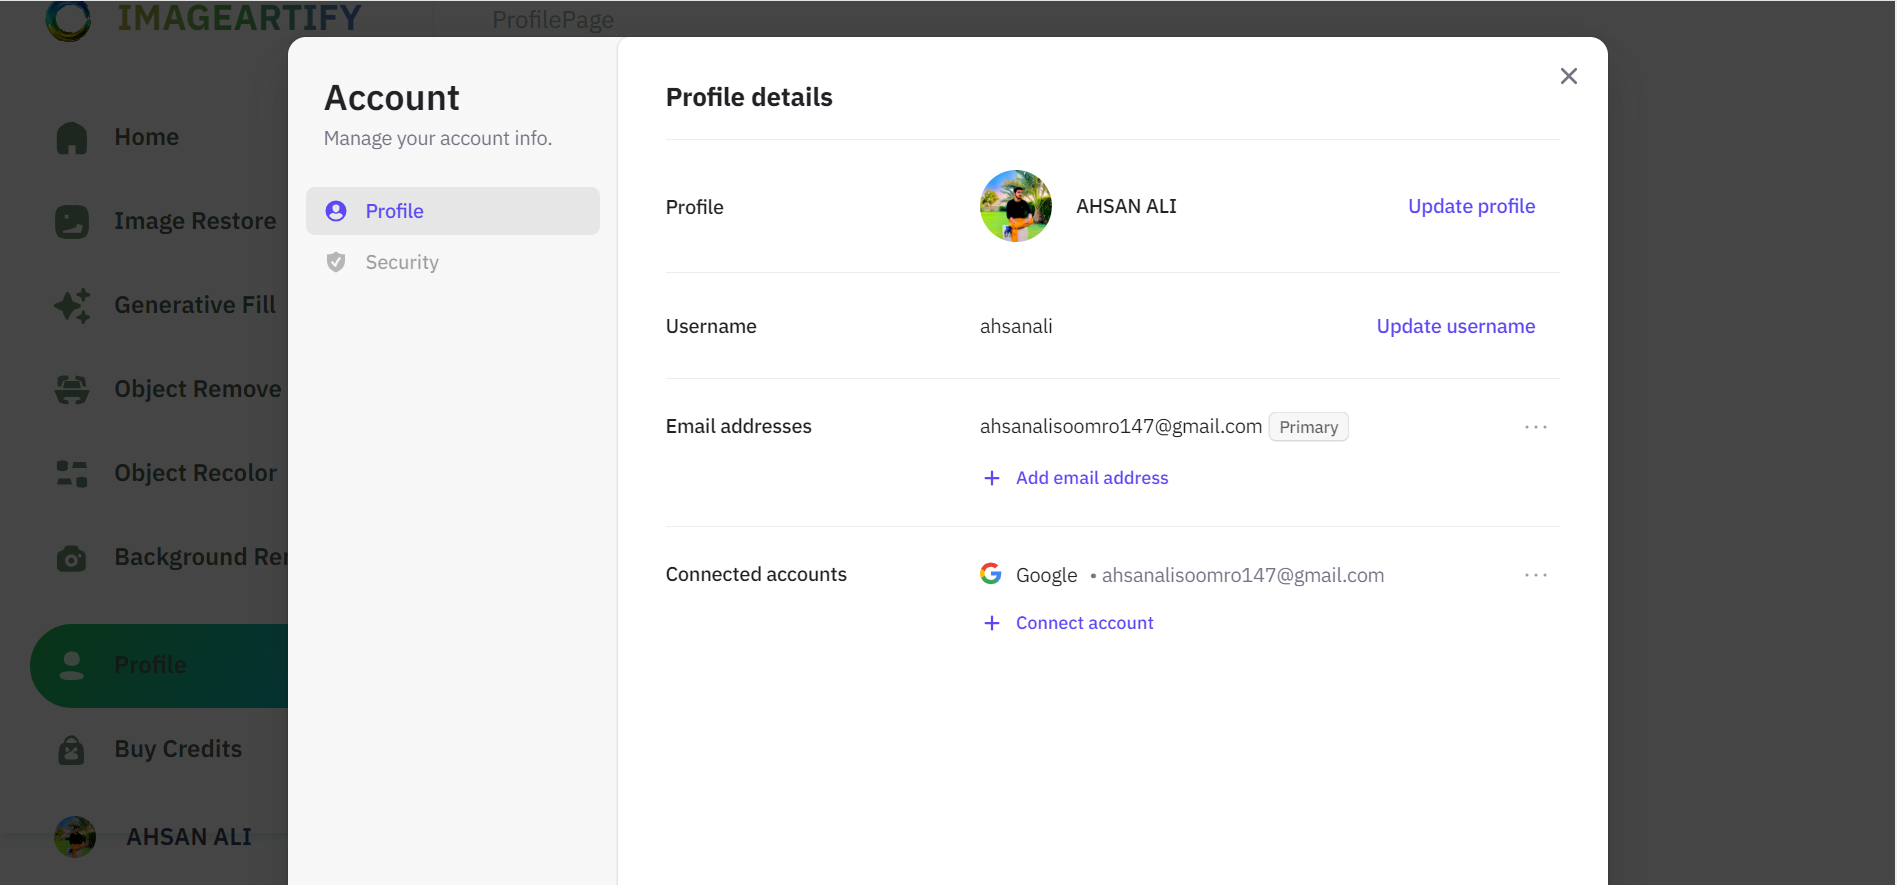 IMAGEARTIFY
ProfilePage
Home
Image Restore
Generative Fill
Object Remove
Object Recolor
Background
Profile
Buy Credits
AHSAN ALI
Account
Manage your account info.
Profile
Security
Profile details
Profile
AHSAN ALI
Update profile
Username
ahsanali
Update username
Email addresses
ahsanalisoomro147@gmail.com Primary
...
+ Add email address
Connected accounts
Google • ahsanalisoomro147@gmail.com
...
+ Connect account